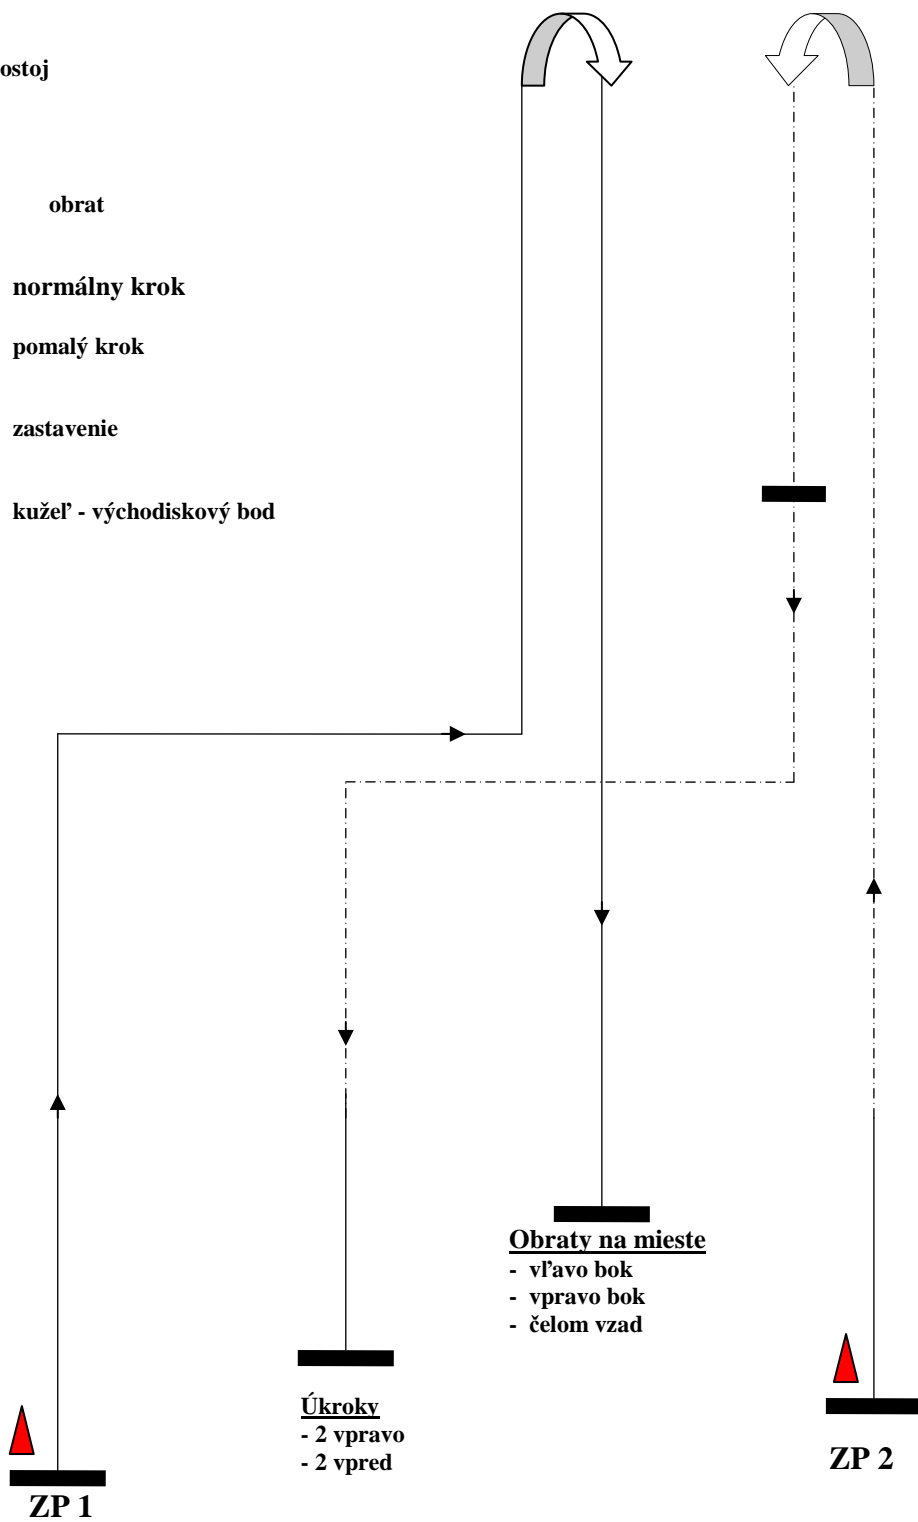 ostoj
obrat
normálny krok
pomalý krok
zastavenie
kužeľ - východiskový bod
Obraty na mieste
- vľavo bok
- vpravo bok
- čelom vzad
Úkroky
- 2 vpravo
- 2 vpred
ZP 2
ZP 1